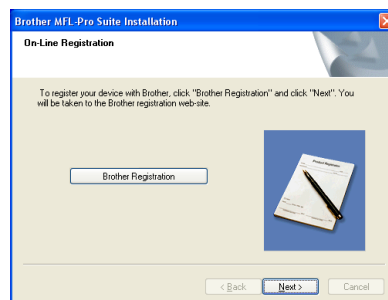 Brother MFL-Pro Suite Installation
On-Line Registration
To register your device with Brother, click "Brother Registration" and click "Next". You
will be taken to the Brother registration web-site.
Brother Registration
< Back
Next >
Cancel